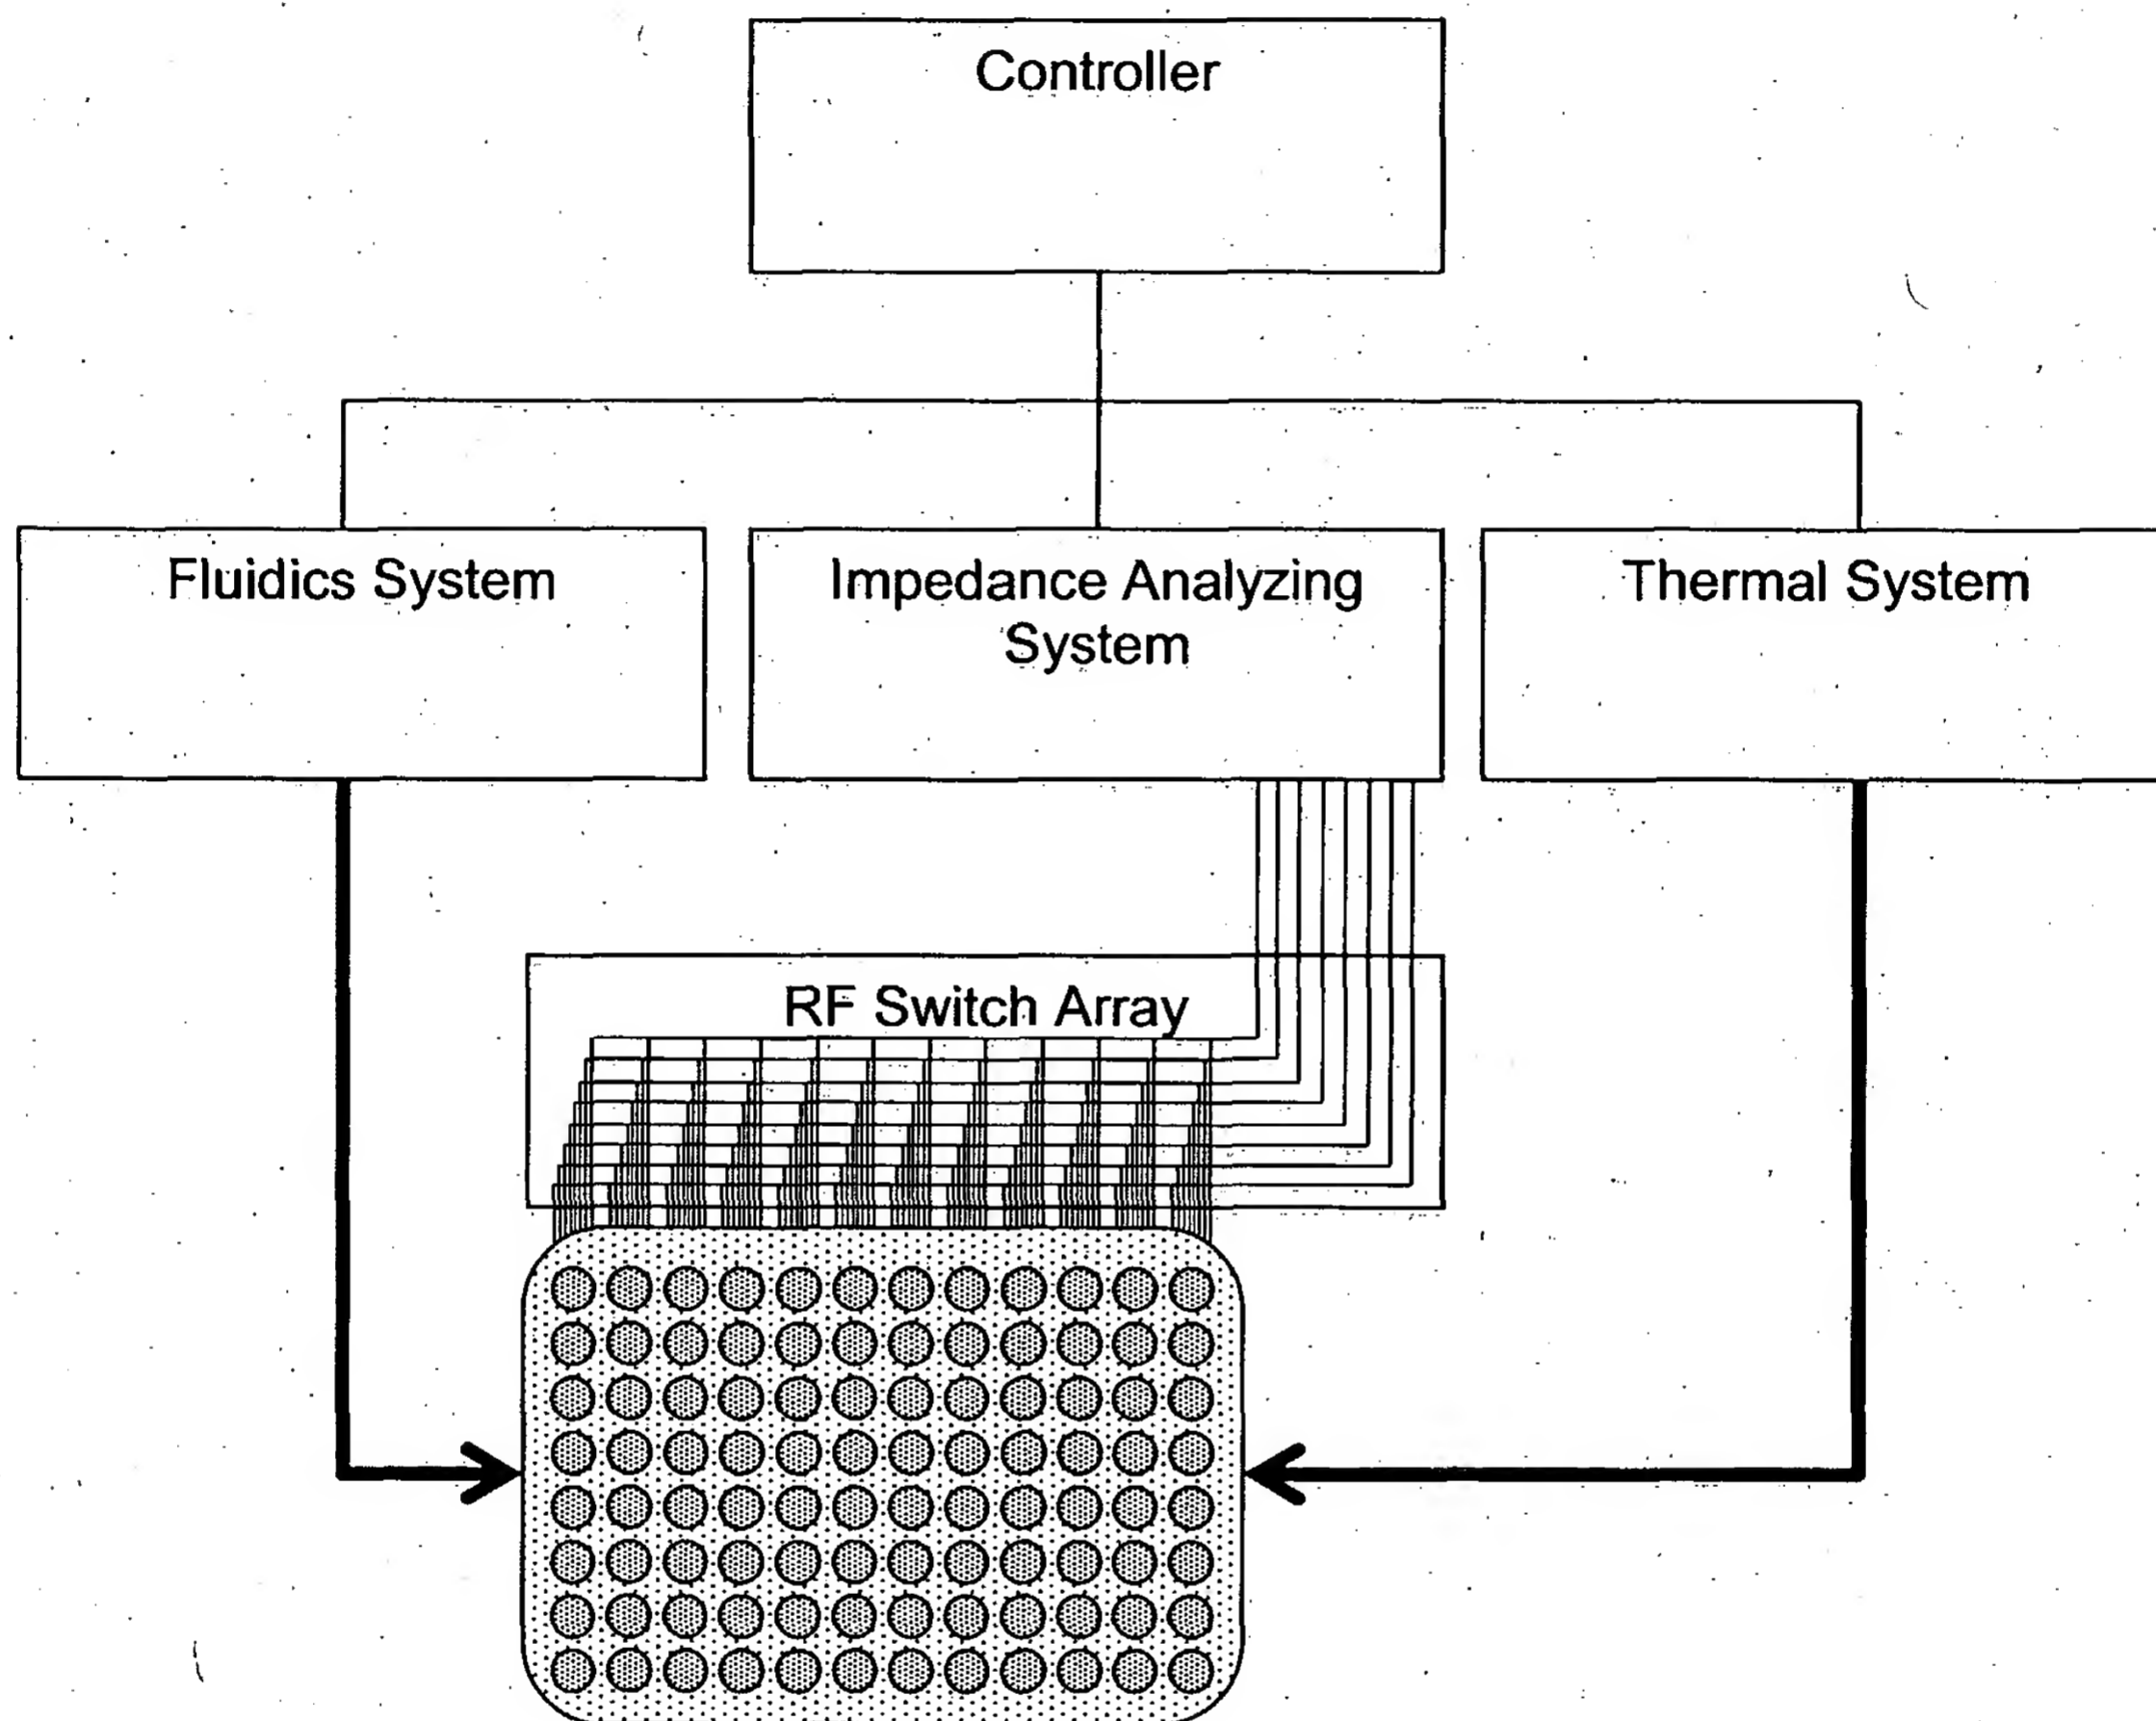 Controller
Fluidics System
Impedance Analyzing
System
Thermal System
RF Switch Array